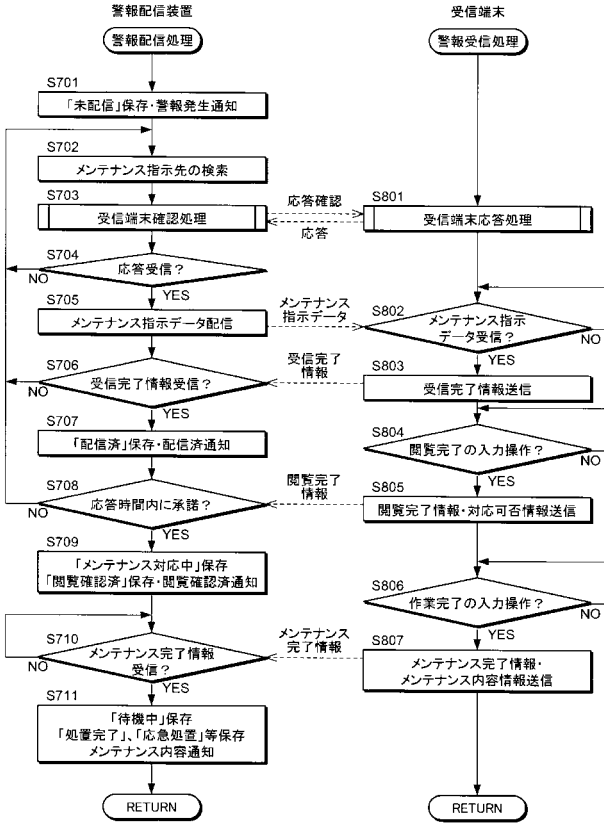 警報配信装置
警報配信処理
S701
「未配信」保存・警報発生通知
S702
メンテナンス指示先の検索
S703
受信端末確認処理
S704
応答受信？
NO
YES
S705
メンテナンス指示データ配信
S706
受信完了情報受信？
NO
YES
S707
「配信済」保存・配信済通知
S708
応答時間内に承諾？
NO
YES
S709
「メンテナンス対応中」保存
「閲覧確認済」保存・閲覧確認済通知
S710
メンテナンス完了情報
受信？
NO
YES
S711
「待機中」保存
「処置完了」、「応急処置」等保存
メンテナンス内容通知
RETURN
応答確認
応答
メンテナンス
指示データ
受信完了
情報
閲覧完了
情報
メンテナンス
完了情報
受信端末
警報受信処理
S801
受信端末応答処理
S802
メンテナンス指示
データ受信？
NO
YES
S803
受信完了情報送信
S804
閲覧完了の入力操作？
NO
YES
S805
閲覧完了情報・対応可否情報送信
S806
作業完了の入力操作？
NO
YES
S807
メンテナンス完了情報・
メンテナンス内容情報送信
RETURN